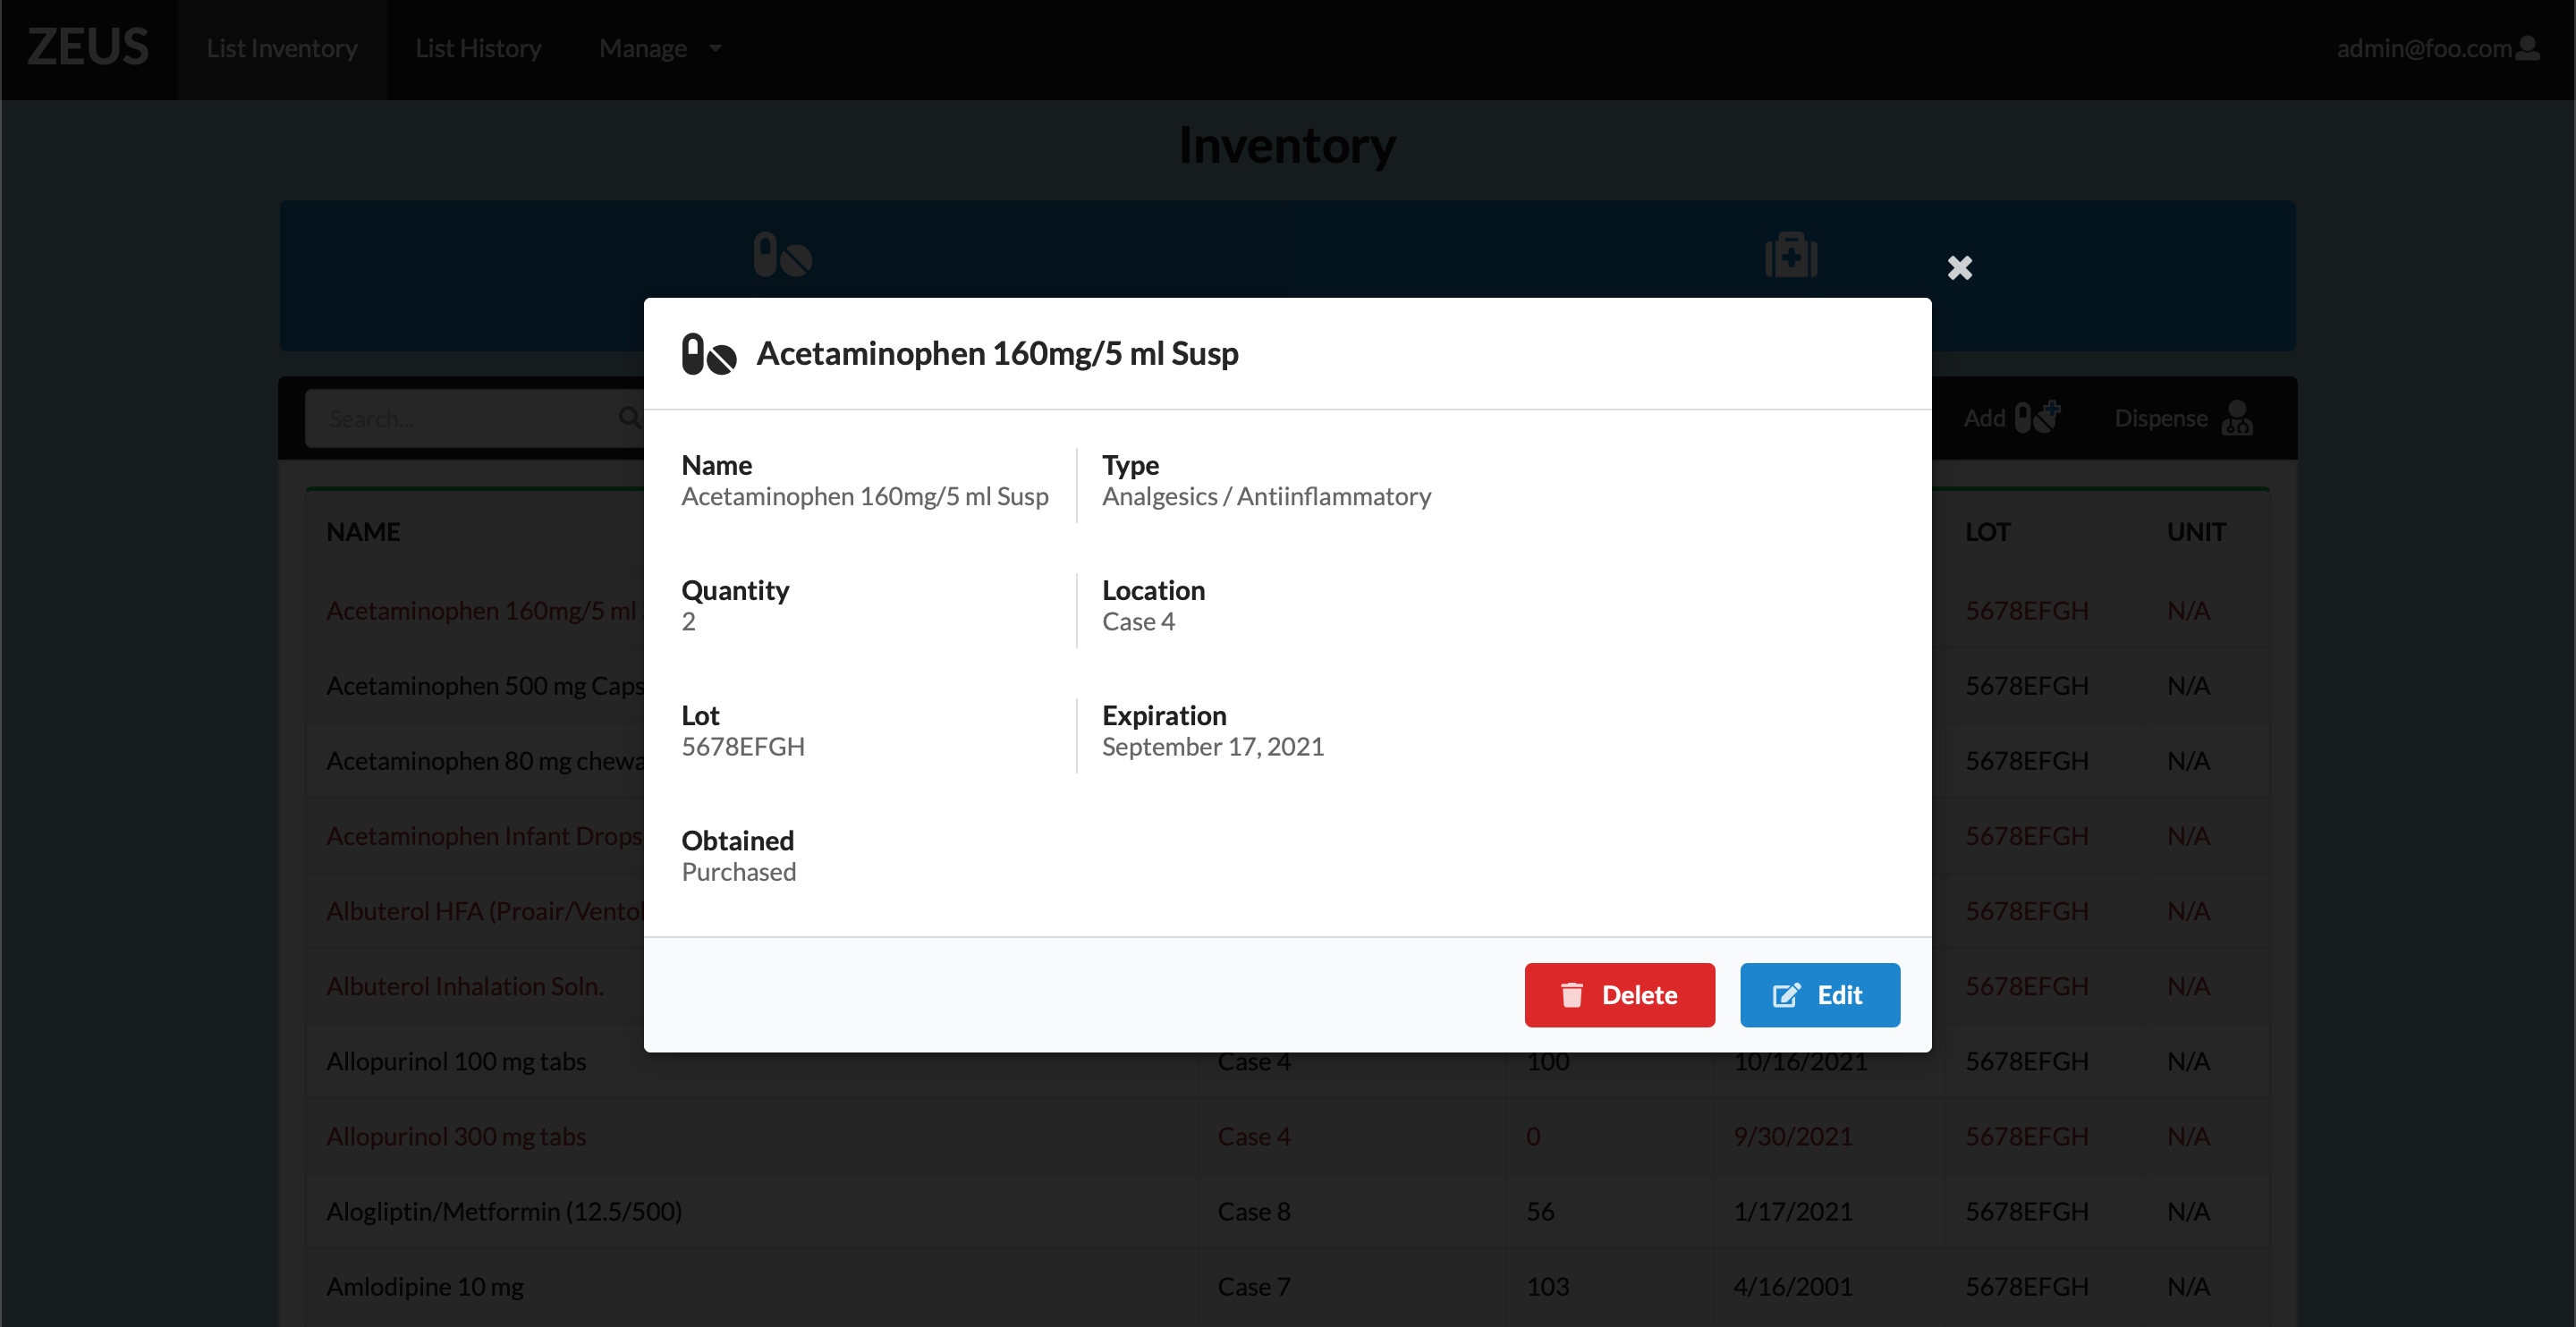 ZEUS List Inventory List History Manage admin@foo.com
Inventory
Acetaminophen 160mg/5 ml Susp
Search... Add Dispense
Name Type
Acetaminophen 160mg/5 ml Susp Analgesics / Antiinflammatory
Quantity Location
2 Case 4
Lot Expiration
5678EFGH September 17, 2021
Obtained
Purchased
Delete Edit
NAME LOT UNIT
Acetaminophen 160mg/5 ml 5678EFGH N/A
Acetaminophen 500 mg Caps 5678EFGH N/A
Acetaminophen 80 mg chewa 5678EFGH N/A
Acetaminophen Infant Drops 5678EFGH N/A
Albuterol HFA (Proair/Ventol 5678EFGH N/A
Albuterol Inhalation Soln. 5678EFGH N/A
Allopurinol 100 mg tabs Case 4 100 10/16/2021 5678EFGH N/A
Allopurinol 300 mg tabs Case 4 0 9/30/2021 5678EFGH N/A
Alogliptin/Metformin (12.5/500) Case 8 56 1/17/2021 5678EFGH N/A
Amlodipine 10 mg Case 7 103 4/16/2001 5678EFGH N/A